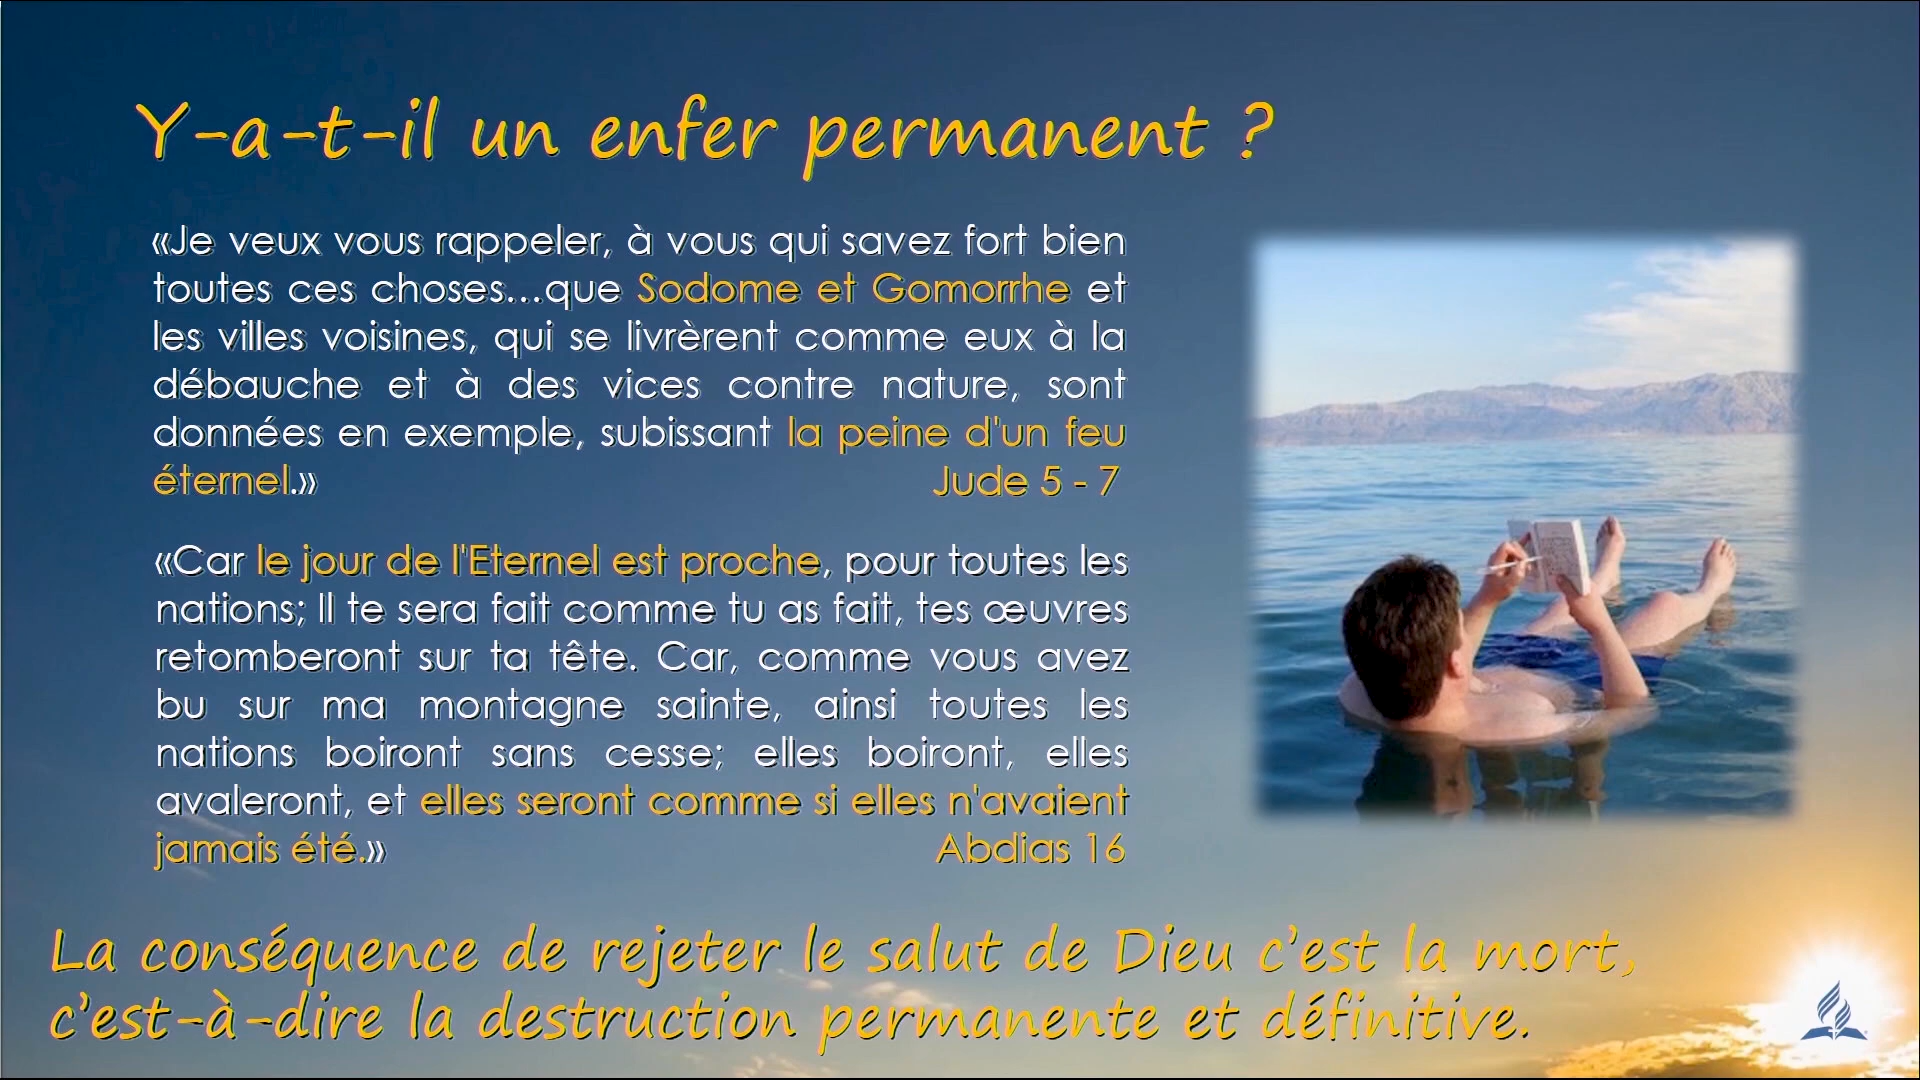 Y-a-t-il un enfer permanent ?
«Je veux vous rappeler, à vous qui savez fort bien
toutes ces choses...que Sodome et Gomorrhe et
les villes voisines, qui se livrèrent comme eux à la
débauche et à des vices contre nature, sont
données en exemple, subissant la peine d'un feu
éternel.» Jude 5 - 7
«Car le jour de l'Eternel est proche, pour toutes les
nations; Il te sera fait comme tu as fait, tes œuvres
retomberont sur ta tête. Car, comme vous avez
bu sur ma montagne sainte, ainsi toutes les
nations boiront sans cesse; elles boiront, elles
avaleront, et elles seront comme si elles n'avaient
jamais été.» Abdias 16
La conséquence de rejeter le salut de Dieu c’est la mort,
c’est-à-dire la destruction permanente et définitive.